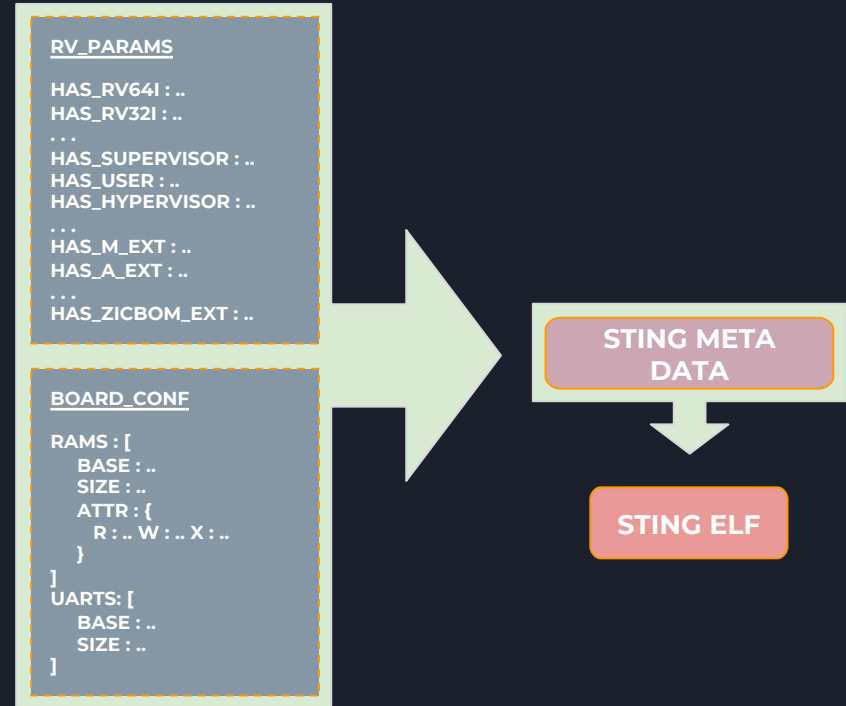 RV_PARAMS
HAS_RV64I : ..
HAS_RV32I : ..
. . .
HAS_SUPERVISOR : ..
HAS_USER : ..
HAS_HYPERVISOR : ..
. . .
HAS_M_EXT : ..
HAS_A_EXT : ..
. . .
HAS_ZICBOM_EXT : ..
BOARD_CONF
RAMS : [
BASE : ..
SIZE : ..
ATTR : {
R : .. W : .. X : ..
}
]
UARTS: [
BASE : ..
SIZE : ..
]
STING META
DATA
STING ELF